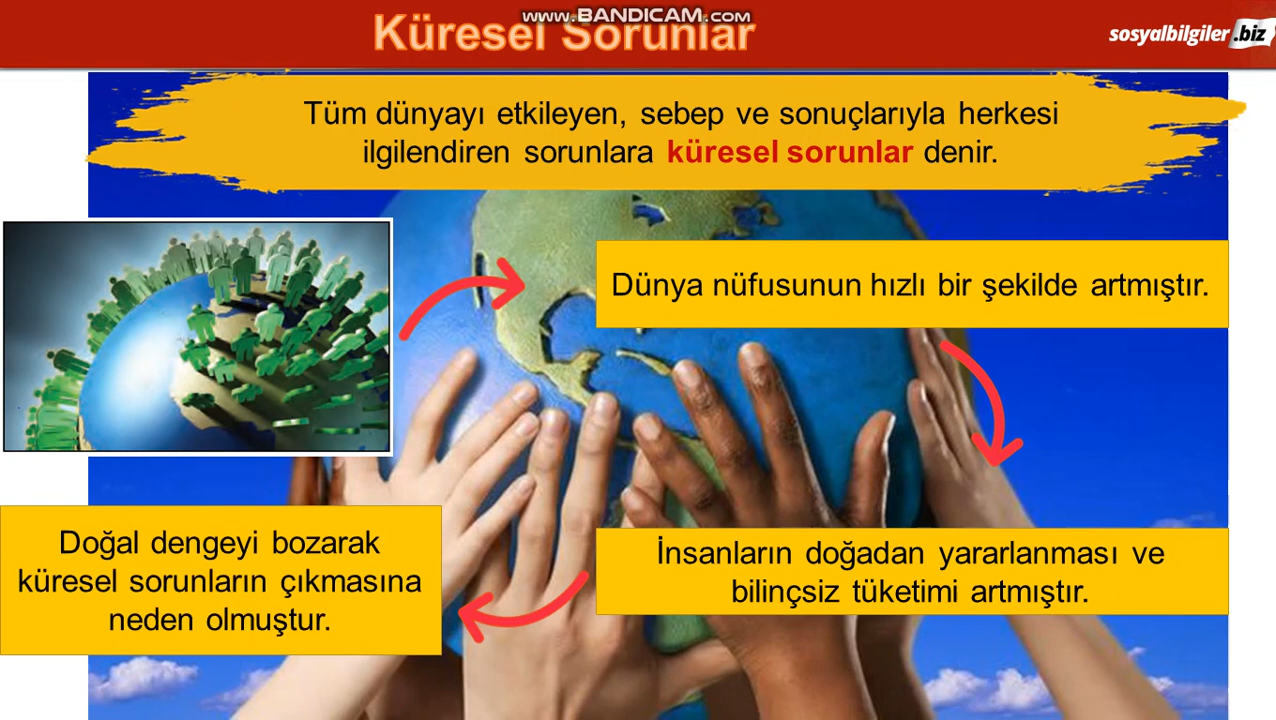 www.BANDICAM.com
Küresel Sorunlar
sosyalbilgiler.biz
Tüm dünyayı etkileyen, sebep ve sonuçlarıyla herkesi
ilgilendiren sorunlara küresel sorunlar denir.
Dünya nüfusunun hızlı bir şekilde artmıştır.
İnsanların doğadan yararlanması ve
bilinçsiz tüketimi artmıştır.
Doğal dengeyi bozarak
küresel sorunların çıkmasına
neden olmuştur.